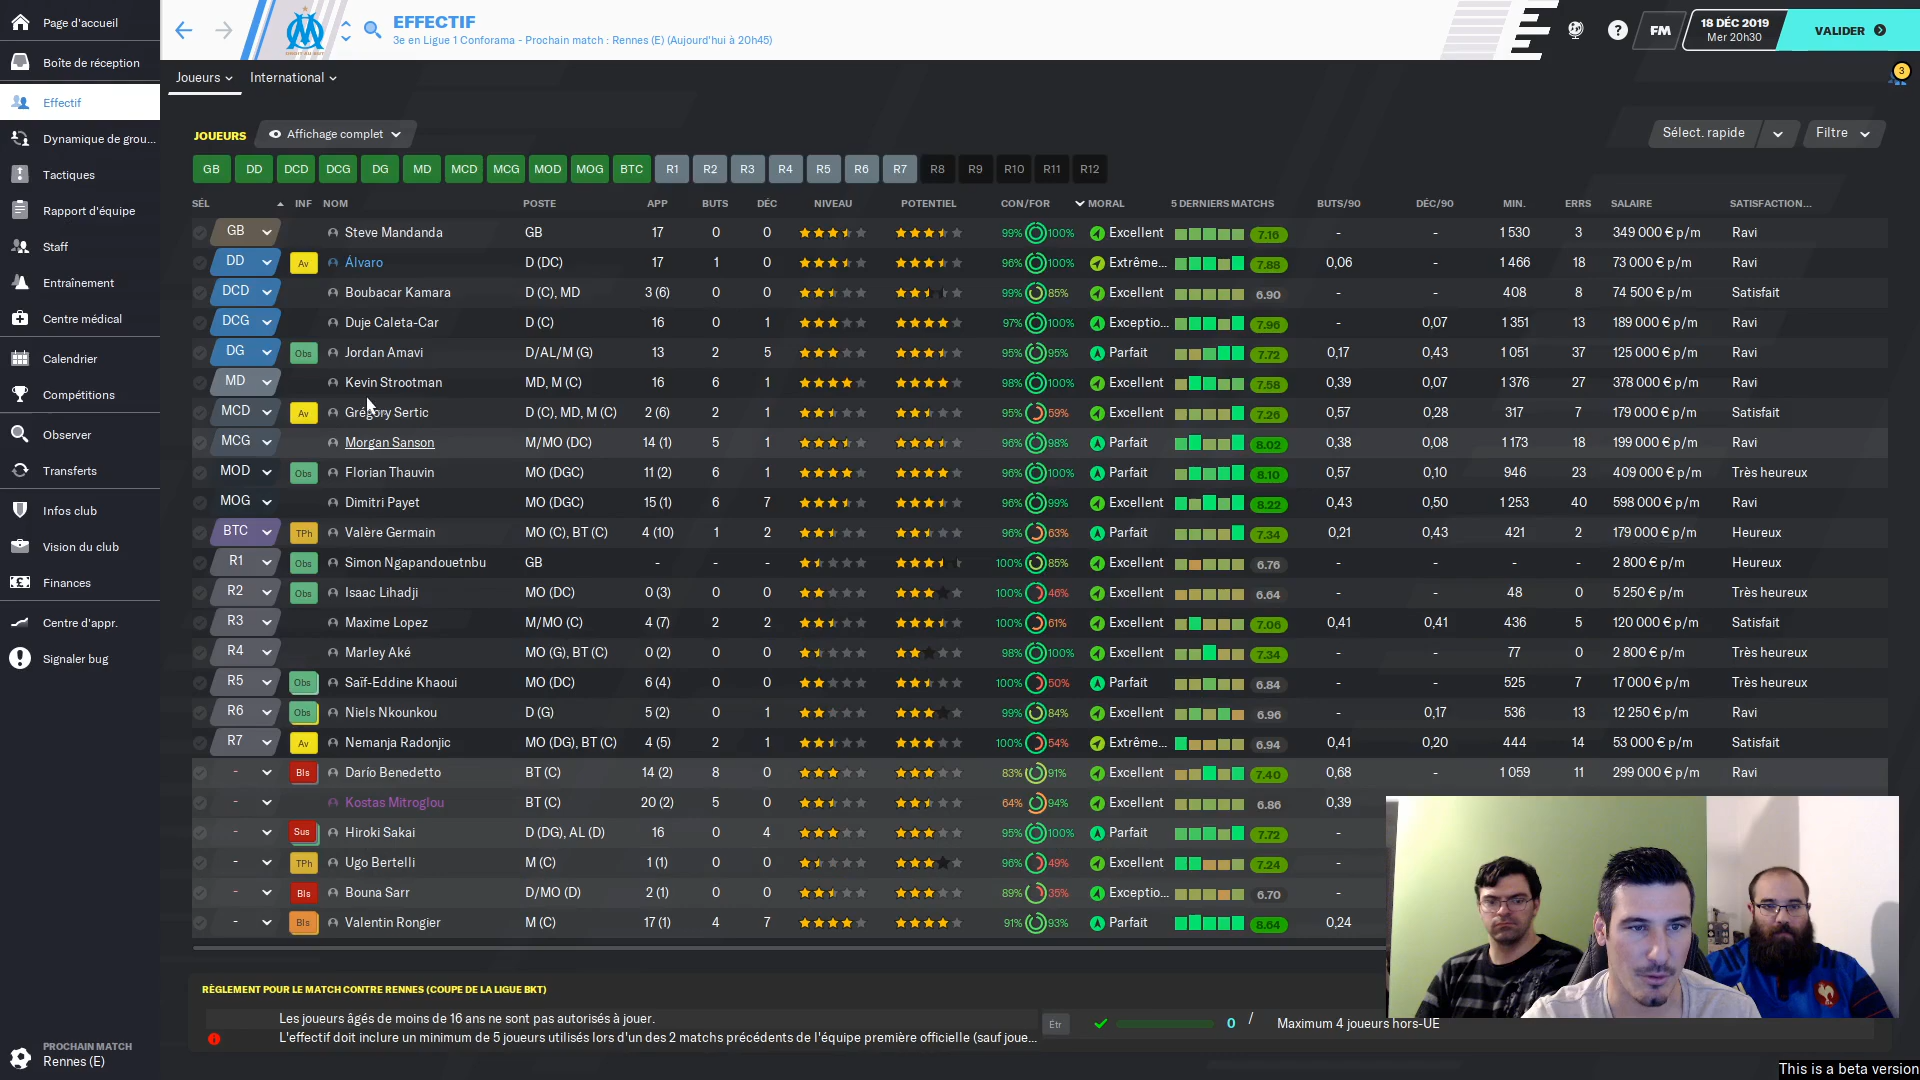 Page d'accueil
Boîte de réception
Effectif
Dynamique de grou...
Tactiques
Rapport d'équipe
Staff
Entraînement
Centre médical
Calendrier
Compétitions
Observer
Transferts
Infos club
Vision du club
Finances
Centre d'appr.
Signaler bug
PROCHAIN MATCH
Rennes (E)
EFFECTIF
3e en Ligue 1 Conforama - Prochain match : Rennes (E) (Aujourd'hui à 20h45)
? FM 18 DÉC 2019 VALIDER
Mer 20h30
3
Joueurs International
JOUEURS Affichage complet Sélect. rapide Filtre
GB DD DCD DCG DG MD MCD MCG MOD MOG BTC R1 R2 R3 R4 R5 R6 R7 R8 R9 R10 R11 R12
SÉL INF NOM POSTE APP BUTS DÉC NIVEAU POTENTIEL CON/FOR MORAL 5 DERNIERS MATCHS BUTS/90 DÉC/90 MIN. ERRS SALAIRE SATISFACTION...
GB Steve Mandanda GB 17 0 0 99% 100% Excellent 7.16 - - 1 530 3 349 000 € p/m Ravi
DD Av Álvaro D (DC) 17 1 0 96% 100% Extrême... 7.88 0,06 - 1 466 18 73 000 € p/m Ravi
DCD Boubacar Kamara D (C), MD 3 (6) 0 0 99% 85% Excellent 6.90 - - 408 8 74 500 € p/m Satisfait
DCG Duje Caleta-Car D (C) 16 0 1 97% 100% Exceptio... 7.96 - 0,07 1 351 13 189 000 € p/m Ravi
DG Obs Jordan Amavi D/AL/M (G) 13 2 5 95% 95% Parfait 7.72 0,17 0,43 1 051 37 125 000 € p/m Ravi
MD Kevin Strootman MD, M (C) 16 6 1 98% 100% Excellent 7.58 0,39 0,07 1 376 27 378 000 € p/m Ravi
MCD Av Grégory Sertic D (C), MD, M (C) 2 (6) 2 1 95% 59% Excellent 7.26 0,57 0,28 317 7 179 000 € p/m Satisfait
MCG Morgan Sanson M/MO (DC) 14 (1) 5 1 96% 98% Parfait 8.02 0,38 0,08 1 173 18 199 000 € p/m Ravi
MOD Obs Florian Thauvin MO (DGC) 11 (2) 6 1 96% 100% Parfait 8.10 0,57 0,10 946 23 409 000 € p/m Très heureux
MOG Dimitri Payet MO (DGC) 15 (1) 6 7 96% 99% Excellent 8.22 0,43 0,50 1 253 40 598 000 € p/m Ravi
BTC TPh Valère Germain MO (C), BT (C) 4 (10) 1 2 96% 63% Parfait 7.34 0,21 0,43 421 2 179 000 € p/m Heureux
R1 Obs Simon Ngapandouetnbu GB - - - 100% 85% Excellent 6.76 - - - - 2 800 € p/m Heureux
R2 Obs Isaac Lihadji MO (DC) 0 (3) 0 0 100% 46% Excellent 6.64 - - 48 0 5 250 € p/m Très heureux
R3 Maxime Lopez M/MO (C) 4 (7) 2 2 100% 61% Excellent 7.06 0,41 0,41 436 5 120 000 € p/m Satisfait
R4 Marley Aké MO (G), BT (C) 0 (2) 0 0 98% 100% Excellent 7.34 - - 77 0 2 800 € p/m Très heureux
R5 Obs Saïf-Eddine Khaoui MO (DC) 6 (4) 0 0 100% 50% Parfait 6.84 - - 525 7 17 000 € p/m Très heureux
R6 Obs Niels Nkounkou D (G) 5 (2) 0 1 99% 84% Excellent 6.96 - 0,17 536 13 12 250 € p/m Ravi
R7 Av Nemanja Radonjic MO (DG), BT (C) 4 (5) 2 1 100% 54% Extrême... 6.94 0,41 0,20 444 14 53 000 € p/m Satisfait
- Bls Darío Benedetto BT (C) 14 (2) 8 0 83% 91% Excellent 7.40 0,68 - 1 059 11 299 000 € p/m Ravi
- Kostas Mitroglou BT (C) 20 (2) 5 0 64% 94% Excellent 6.86 0,39
- Sus Hiroki Sakai D (DG), AL (D) 16 0 4 95% 100% Parfait 7.72 -
- TPh Ugo Bertelli M (C) 1 (1) 0 0 96% 49% Excellent 7.24 -
- Bls Bouna Sarr D/MO (D) 2 (1) 0 0 89% 35% Exceptio... 6.70 -
- Bls Valentin Rongier M (C) 17 (1) 4 7 91% 93% Parfait 8.64 0,24
RÈGLEMENT POUR LE MATCH CONTRE RENNES (COUPE DE LA LIGUE BKT)
Les joueurs âgés de moins de 16 ans ne sont pas autorisés à jouer.
L'effectif doit inclure un minimum de 5 joueurs utilisés lors d'un des 2 matchs précédents de l'équipe première officielle (sauf joue...
Etr 0 / Maximum 4 joueurs hors-UE
This is a beta version